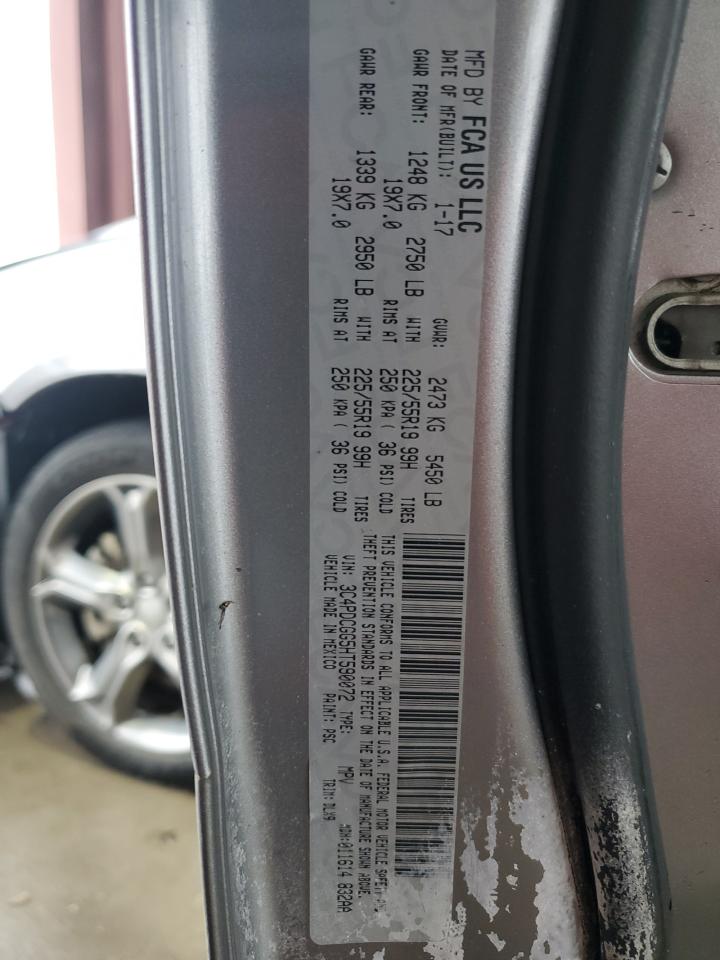 MFD BY FCA US LLC
DATE OF MFR(BUILT): 1-17 GVWR: 2473 KG 5450 LB
GAWR FRONT: 1248 KG 2750 LB WITH 225/55R19 99H TIRES
19X7.0 RIMS AT 250 KPA ( 36 PSI) COLD
GAWR REAR: 1339 KG 2950 LB WITH 225/55R19 99H TIRES
19X7.0 RIMS AT 250 KPA ( 36 PSI) COLD
THIS VEHICLE CONFORMS TO ALL APPLICABLE U.S.A. FEDERAL MOTOR VEHICLE
THEFT PREVENTION STANDARDS IN EFFECT ON THE DATE OF MANUFACTURE SHOWN ABOVE.
VIN: 3C4PDCGG5HT590072 TYPE: MPV MDH:011614 832AA
VEHICLE MADE IN MEXICO PAINT: PSC TRIM: